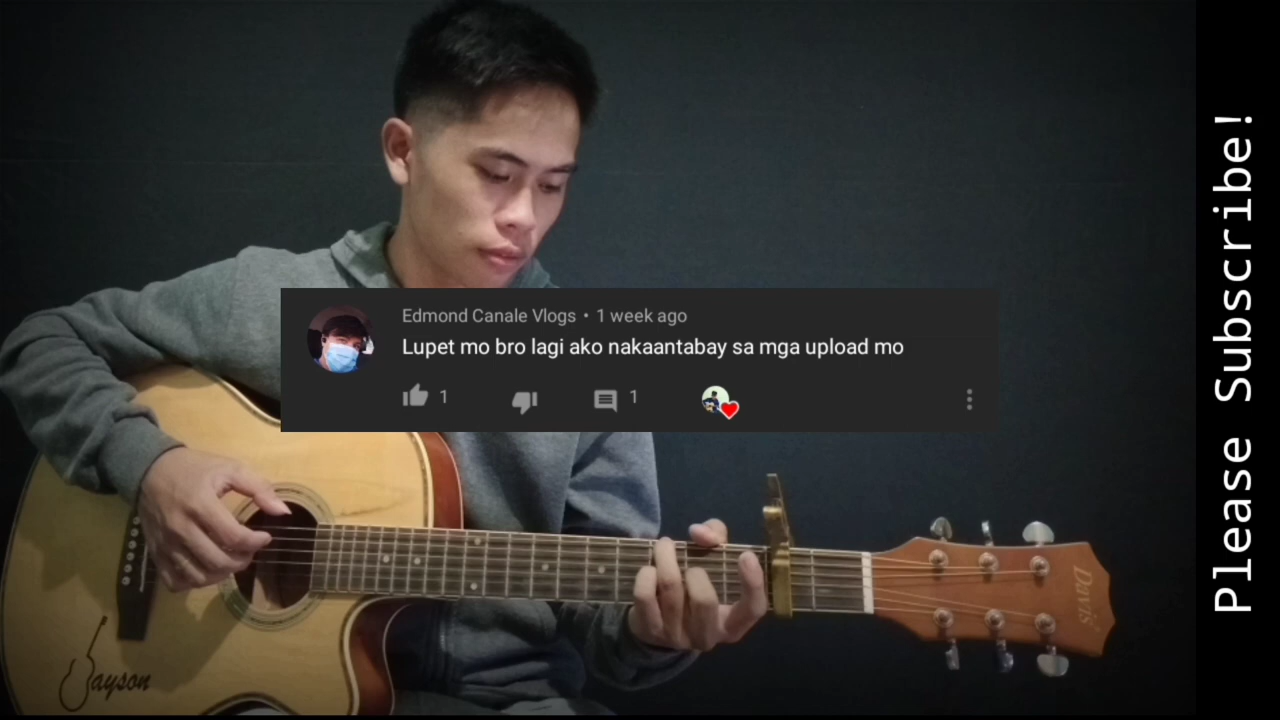 Edmond Canale Vlogs • 1 week ago
Lupet mo bro lagi ako nakaantabay sa mga upload mo
1 1
Please Subscribe!
Davis
Jayson